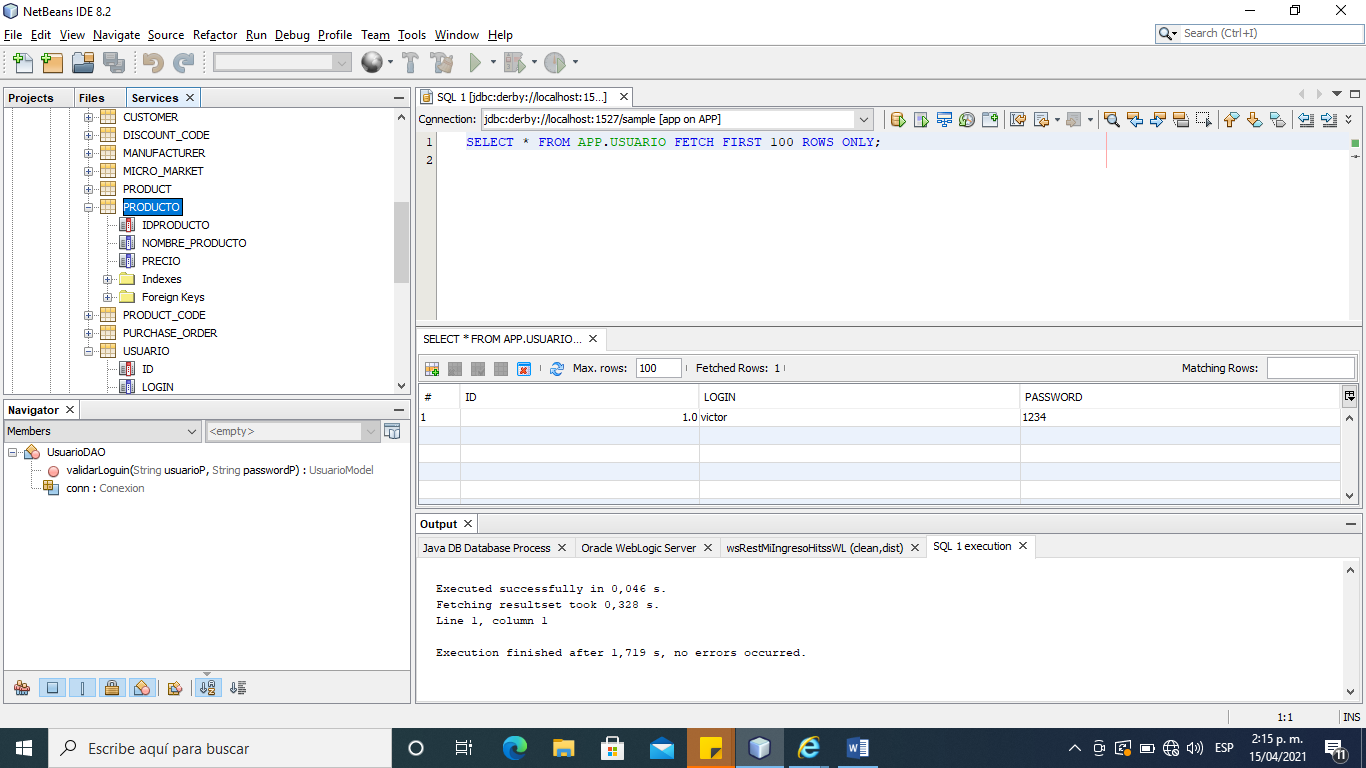 NetBeans IDE 8.2
File Edit View Navigate Source Refactor Run Debug Profile Team Tools Window Help
Search (Ctrl+I)
Projects Files Services
CUSTOMER
DISCOUNT_CODE
MANUFACTURER
MICRO_MARKET
PRODUCT
PRODUCTO
IDPRODUCTO
NOMBRE_PRODUCTO
PRECIO
Indexes
Foreign Keys
PRODUCT_CODE
PURCHASE_ORDER
USUARIO
ID
LOGIN
Navigator
Members <empty>
UsuarioDAO
validarLoguin(String usuarioP, String passwordP) : UsuarioModel
conn : Conexion
SQL 1 [jdbc:derby://localhost:15...]
Connection: jdbc:derby://localhost:1527/sample [app on APP]
1 SELECT * FROM APP.USUARIO FETCH FIRST 100 ROWS ONLY;
2
SELECT * FROM APP.USUARIO...
Max. rows: 100 Fetched Rows: 1 Matching Rows:
# ID LOGIN PASSWORD
1 1.0 victor 1234
Output
Java DB Database Process Oracle WebLogic Server wsRestMiIngresoHitssWL (clean,dist) SQL 1 execution
Executed successfully in 0,046 s.
Fetching resultset took 0,328 s.
Line 1, column 1
Execution finished after 1,719 s, no errors occurred.
1:1 INS
Escribe aquí para buscar
ESP
2:15 p. m.
15/04/2021
11